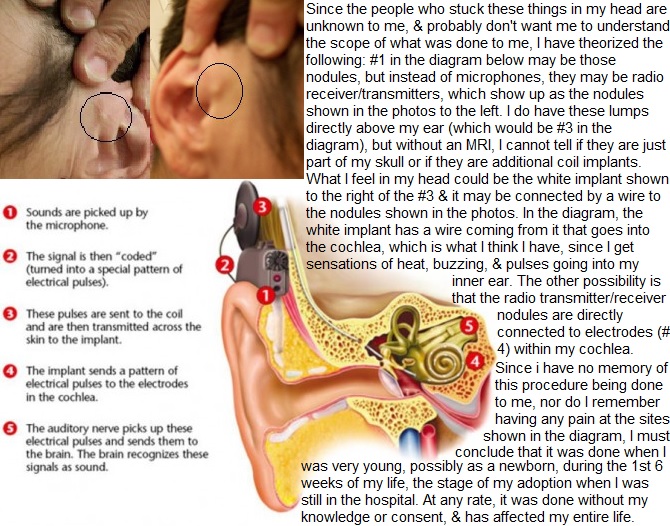 Since the people who stuck these things in my head are
unknown to me, & probably don't want me to understand
the scope of what was done to me, I have theorized the
following: #1 in the diagram below may be those
nodules, but instead of microphones, they may be radio
receiver/transmitters, which show up as the nodules
shown in the photos to the left. I do have these lumps
directly above my ear (which would be #3 in the
diagram), but without an MRI, I cannot tell if they are just
part of my skull or if they are additional coil implants.
What I feel in my head could be the white implant shown
to the right of the #3 & it may be connected by a wire to
the nodules shown in the photos. In the diagram, the
white implant has a wire coming from it that goes into
the cochlea, which is what I think I have, since I get
sensations of heat, buzzing, & pulses going into my
inner ear. The other possibility is
that the radio transmitter/receiver
nodules are directly
connected to electrodes (#
4) within my cochlea.
Since i have no memory of
this procedure being done
to me, nor do I remember
having any pain at the sites
shown in the diagram, I must
conclude that it was done when I
was very young, possibly as a newborn, during the 1st 6
weeks of my life, the stage of my adoption when I was
still in the hospital. At any rate, it was done without my
knowledge or consent, & has affected my entire life.
1 Sounds are picked up by
the microphone.
2 The signal is then "coded"
(turned into a special pattern of
electrical pulses).
3 These pulses are sent to the coil
and are then transmitted across the
skin to the implant.
4 The implant sends a pattern of
electrical pulses to the electrodes
in the cochlea.
5 The auditory nerve picks up these
electrical pulses and sends them to
the brain. The brain recognizes these
signals as sound.
3
2
1
5
4